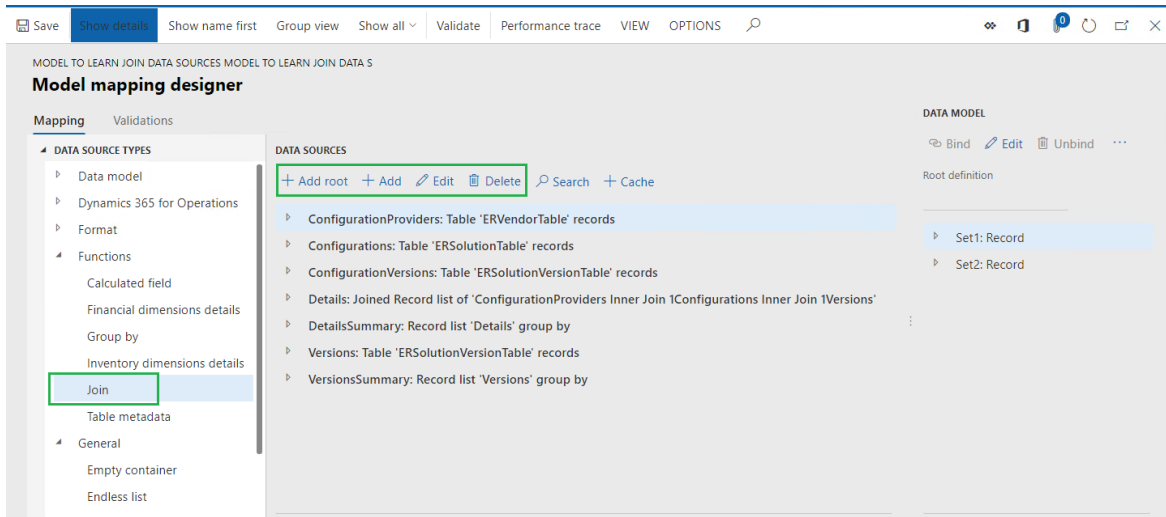 Save Show details Show name first Group view Show all Validate Performance trace VIEW OPTIONS 0
MODEL TO LEARN JOIN DATA SOURCES MODEL TO LEARN JOIN DATA S
Model mapping designer
Mapping Validations
DATA SOURCE TYPES
Data model
Dynamics 365 for Operations
Format
Functions
Calculated field
Financial dimensions details
Group by
Inventory dimensions details
Join
Table metadata
General
Empty container
Endless list
DATA SOURCES
+ Add root + Add Edit Delete Search + Cache
ConfigurationProviders: Table 'ERVendorTable' records
Configurations: Table 'ERSolutionTable' records
ConfigurationVersions: Table 'ERSolutionVersionTable' records
Details: Joined Record list of 'ConfigurationProviders Inner Join 1Configurations Inner Join 1Versions'
DetailsSummary: Record list 'Details' group by
Versions: Table 'ERSolutionVersionTable' records
VersionsSummary: Record list 'Versions' group by
DATA MODEL
Bind Edit Unbind ...
Root definition
Set1: Record
Set2: Record